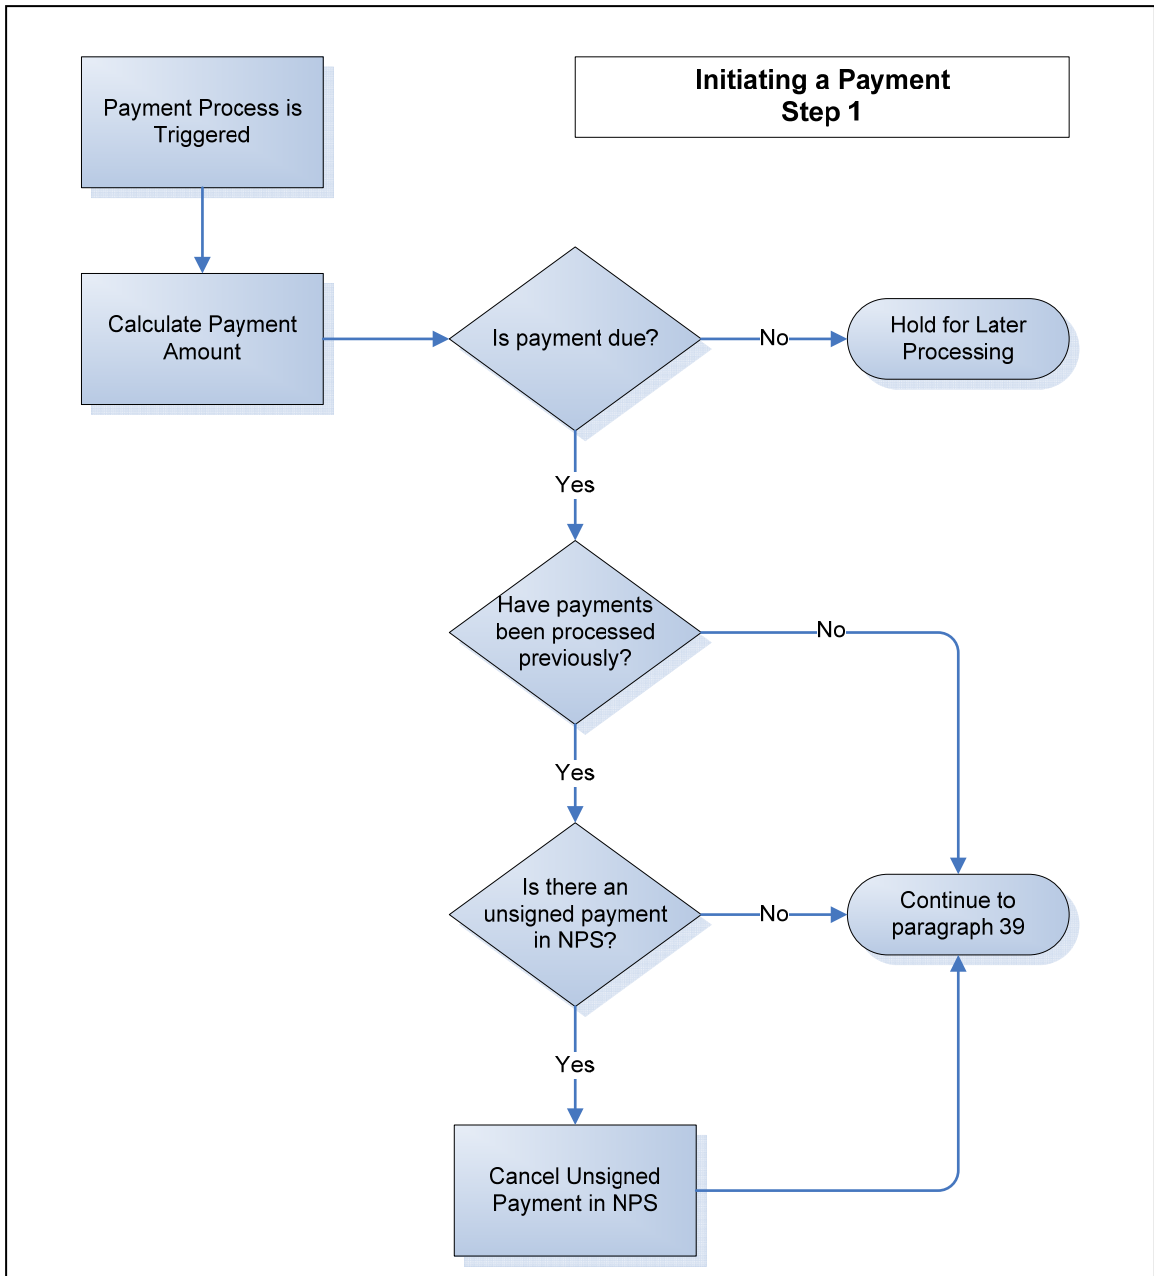 Payment Process is
Triggered
Initiating a Payment
Step 1
Calculate Payment
Amount
Is payment due?
No
Hold for Later
Processing
Yes
Have payments
been processed
previously?
No
Yes
Is there an
unsigned payment
in NPS?
No
Continue to
paragraph 39
Yes
Cancel Unsigned
Payment in NPS